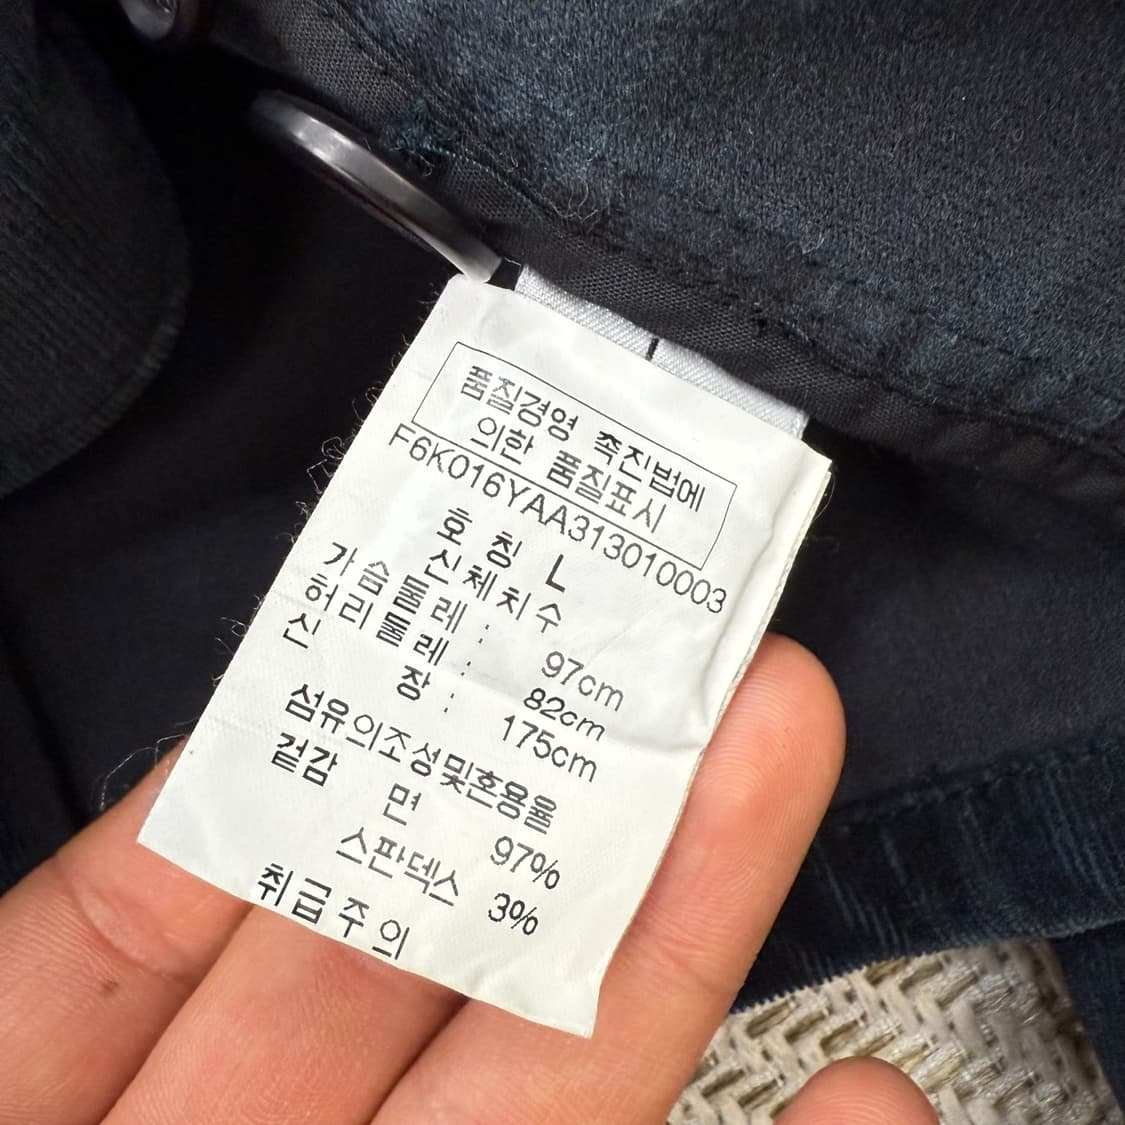 품질경영 촉진법에
의한 품질표시
F6K016YAA313010003
호 칭 L
신체치수
가슴둘레 : 97cm
허리둘레 : 82cm
신 장 : 175cm
섬유의조성및혼용율
겉감
면 97%
스판덱스 3%
취급주의